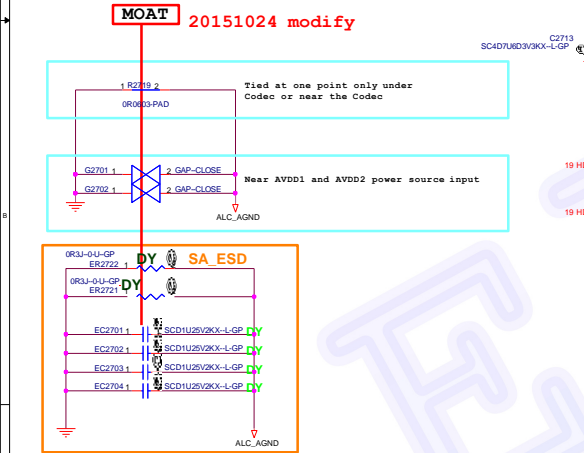 MOAT
20151024 modify
C2713
SC4D7U6D3V3KX--L-GP
1 R2719 2
0R0603-PAD
Tied at one point only under
Codec or near the Codec
G2701 1 2 GAP-CLOSE
G2702 1 2 GAP-CLOSE
Near AVDD1 and AVDD2 power source input
ALC_AGND
19 HD
19 HD
B
0R3J-0-U-GP
ER2722 1 DY SA_ESD
0R3J-0-U-GP
ER2721 DY
EC2701 1 SCD1U25V2KX--L-GP DY
EC2702 1 SCD1U25V2KX--L-GP DY
EC2703 1 SCD1U25V2KX--L-GP DY
EC2704 1 SCD1U25V2KX--L-GP DY
ALC_AGND